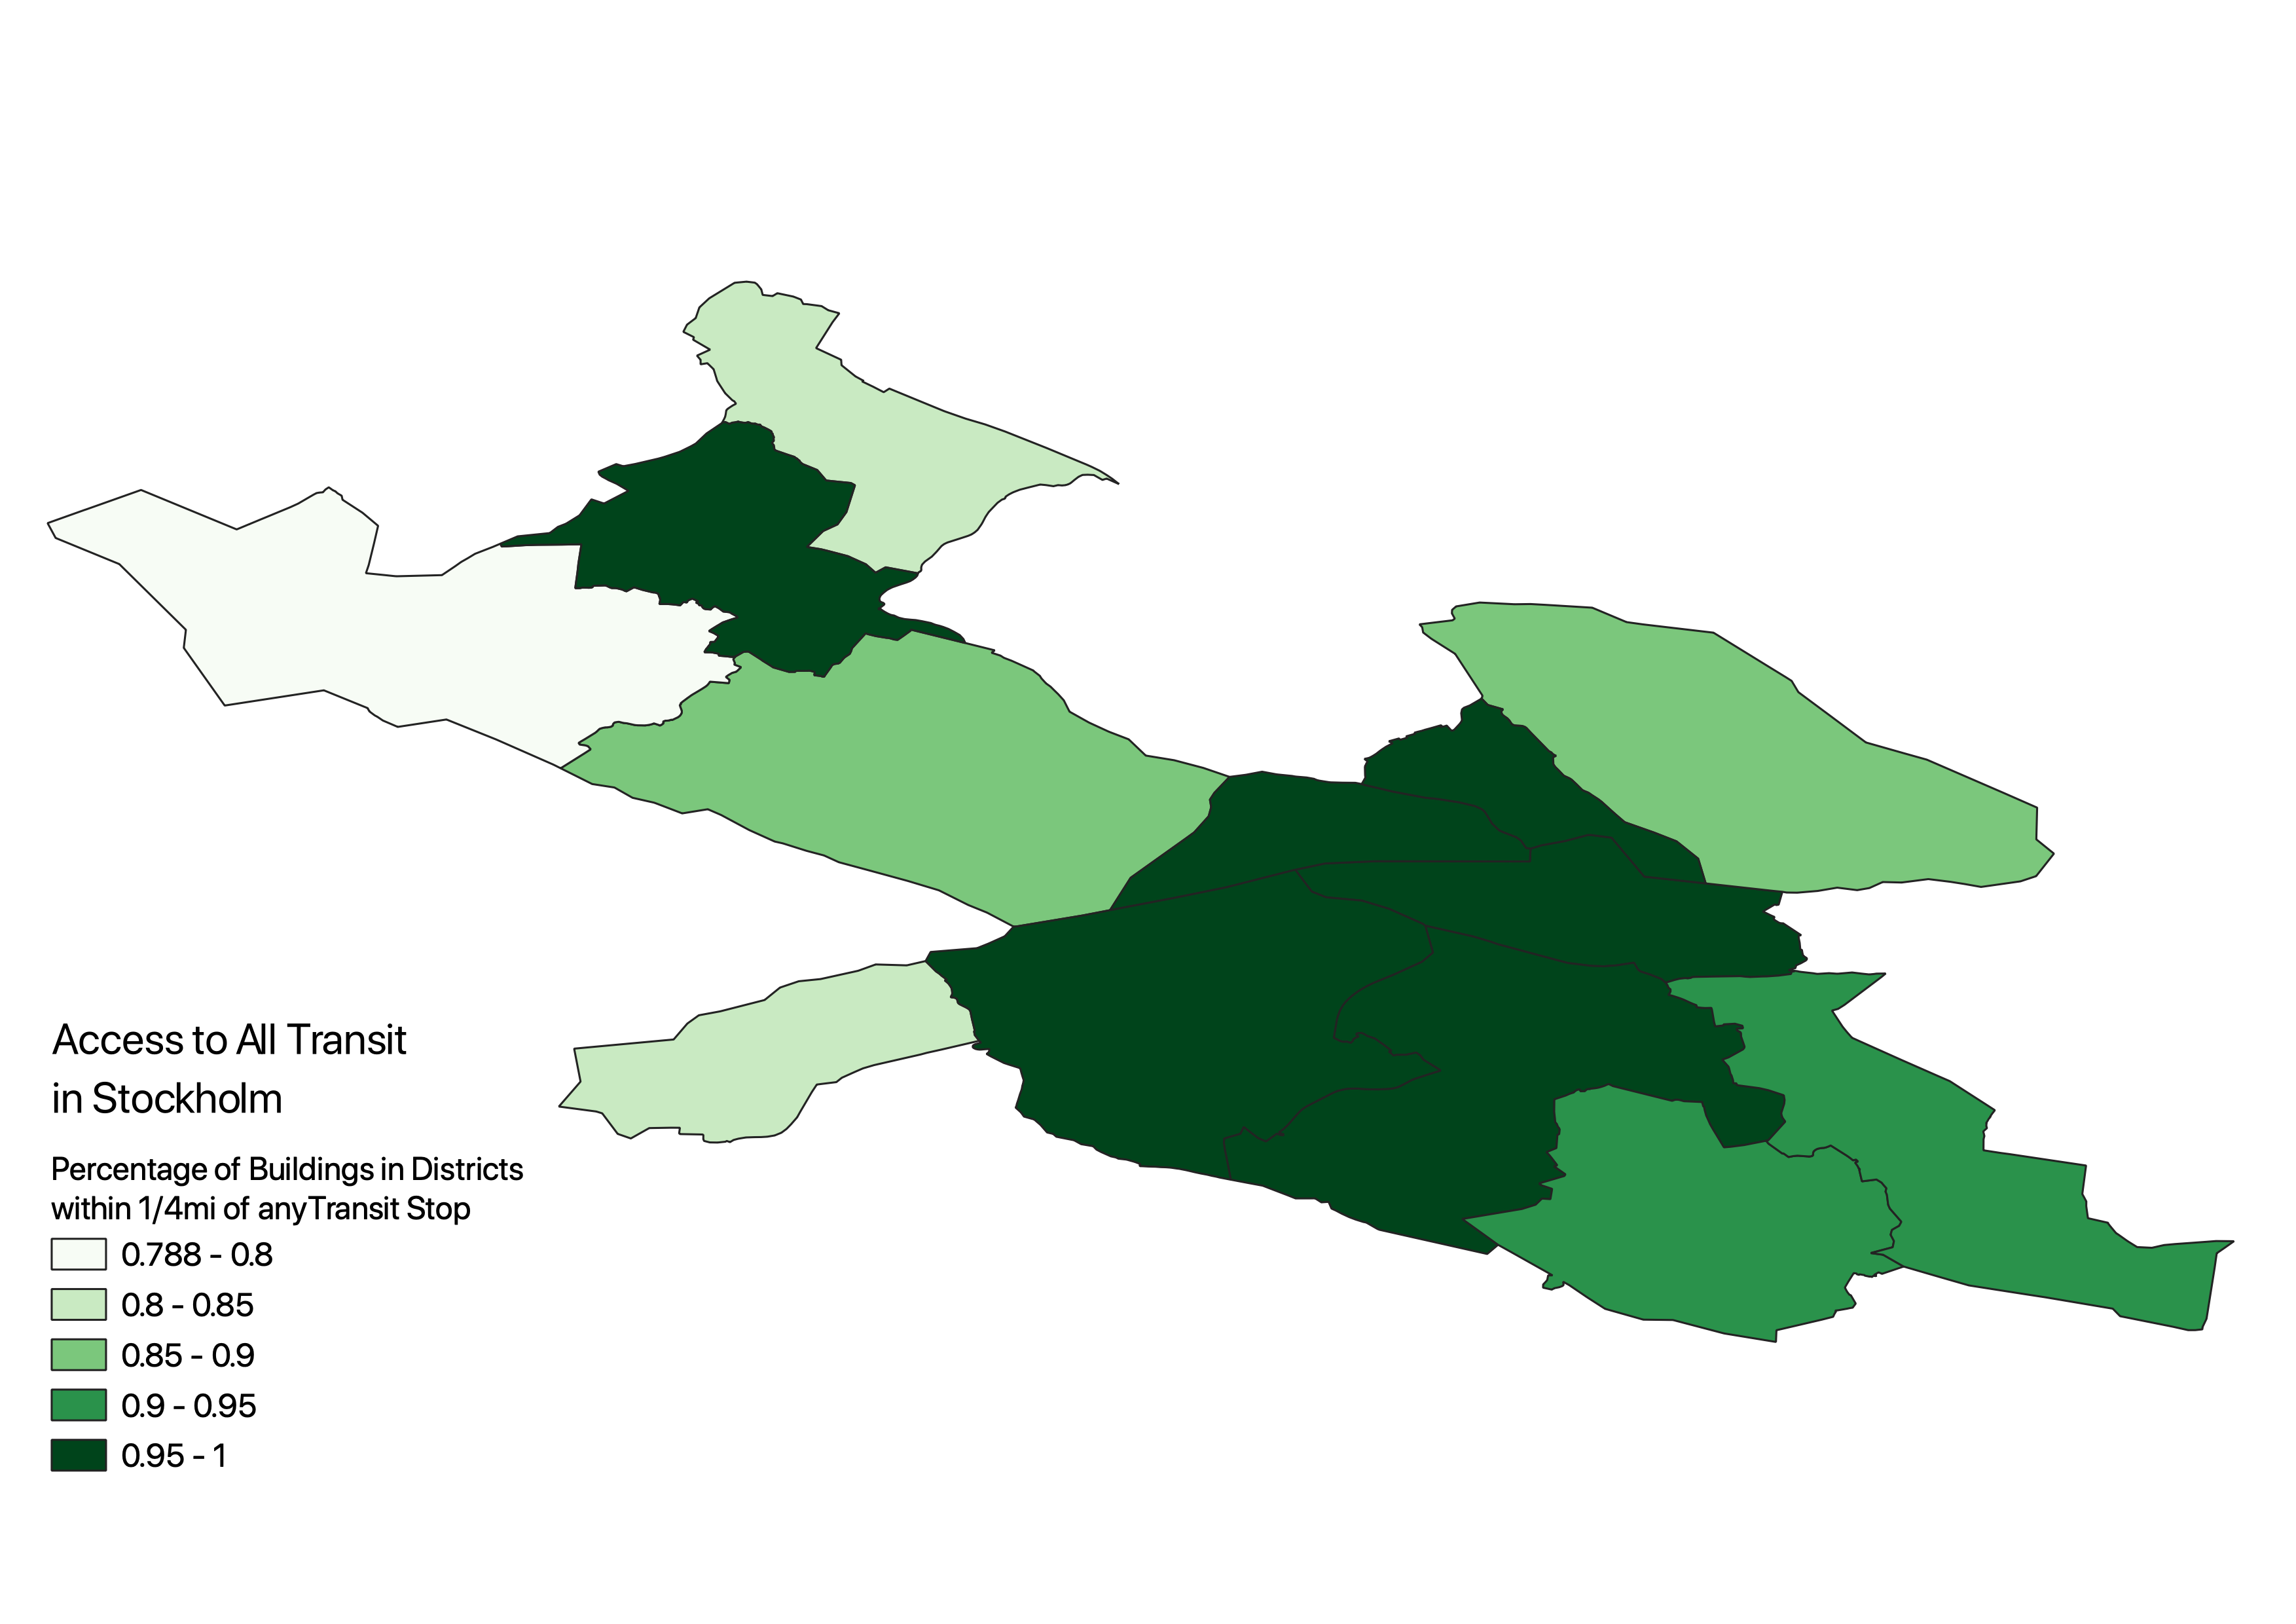 Access to All Transit
in Stockholm
Percentage of Buildings in Districts
within 1/4mi of anyTransit Stop
0.788 - 0.8
0.8 - 0.85
0.85 - 0.9
0.9 - 0.95
0.95 - 1